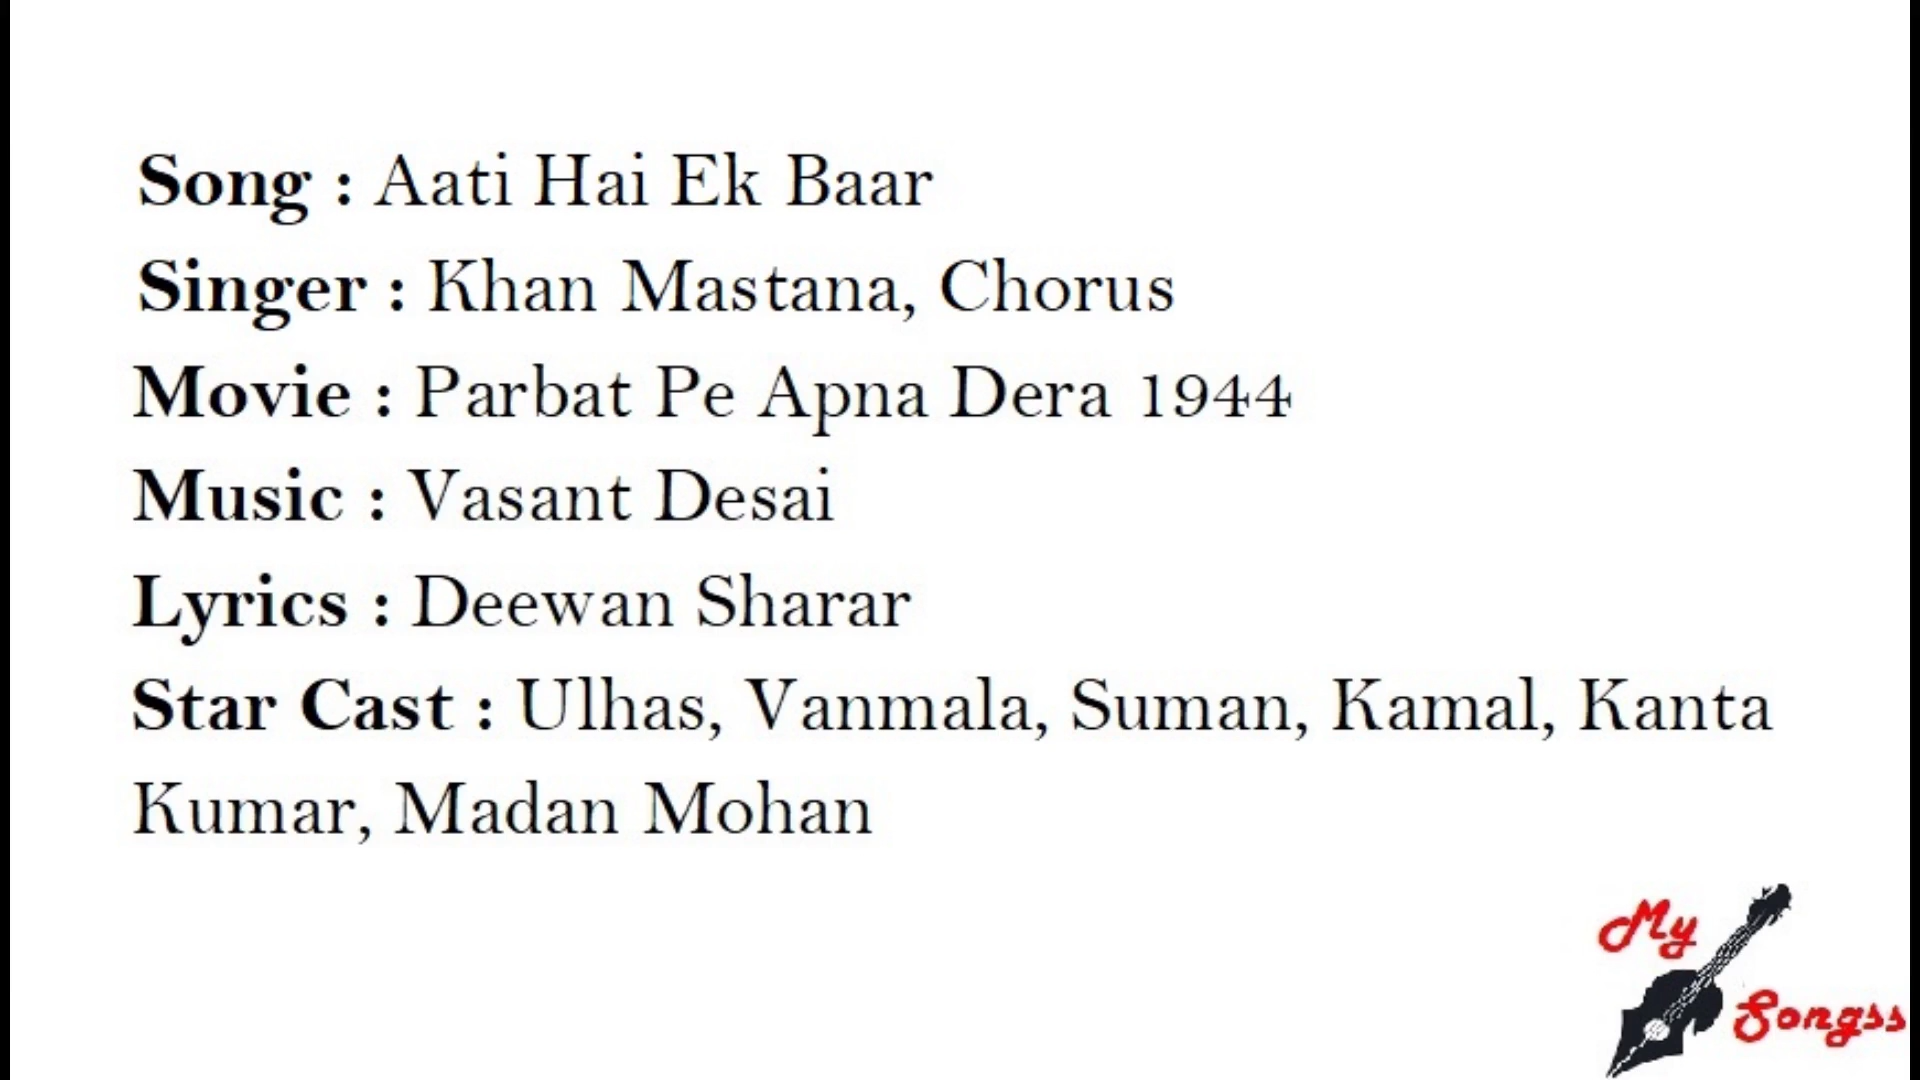 Song : Aati Hai Ek Baar
Singer : Khan Mastana, Chorus
Movie : Parbat Pe Apna Dera 1944
Music : Vasant Desai
Lyrics : Deewan Sharar
Star Cast : Ulhas, Vanmala, Suman, Kamal, Kanta
Kumar, Madan Mohan
My
Songss